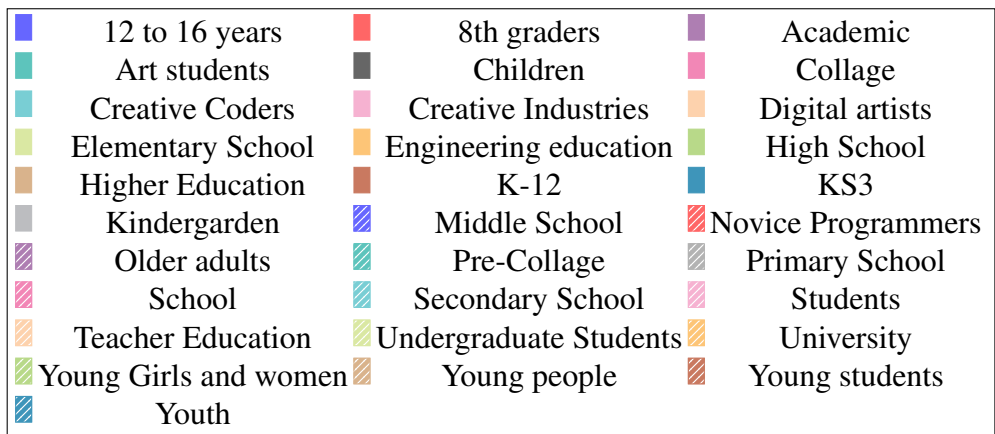 12 to 16 years 8th graders Academic
Art students Children Collage
Creative Coders Creative Industries Digital artists
Elementary School Engineering education High School
Higher Education K-12 KS3
Kindergarden Middle School Novice Programmers
Older adults Pre-Collage Primary School
School Secondary School Students
Teacher Education Undergraduate Students University
Young Girls and women Young people Young students
Youth